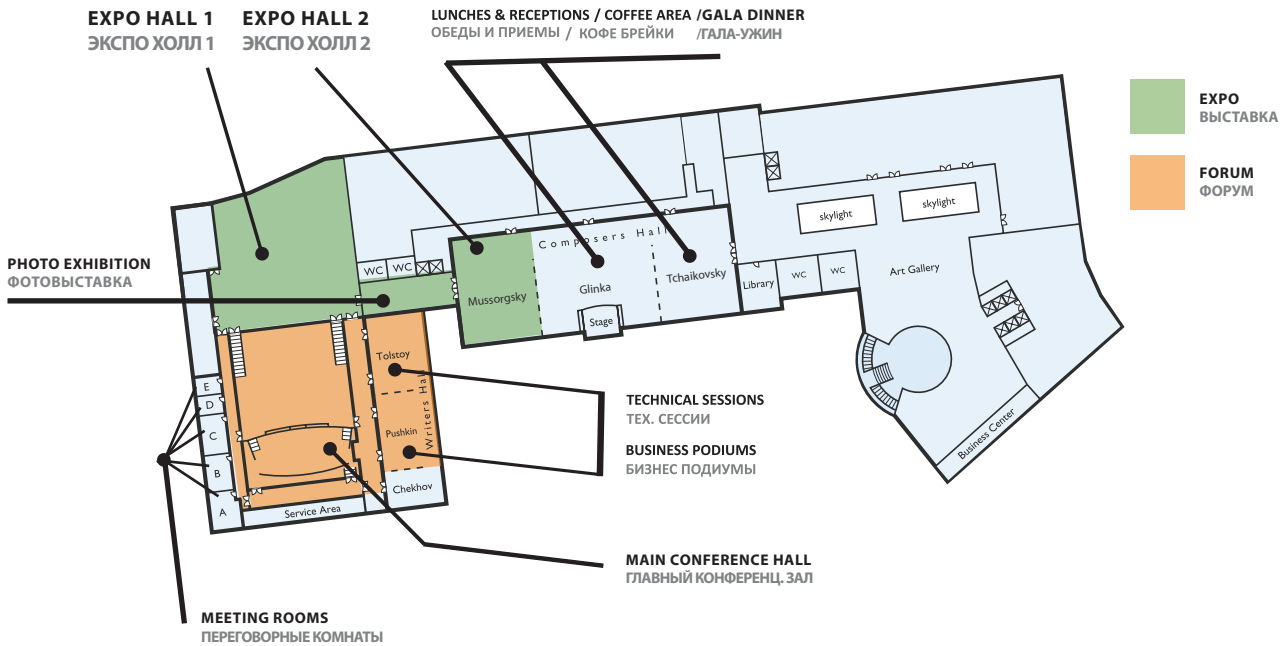 EXPO HALL 1
ЭКСПО ХОЛЛ 1
EXPO HALL 2
ЭКСПО ХОЛЛ 2
LUNCHES & RECEPTIONS / COFFEE AREA /GALA DINNER
ОБЕДЫ И ПРИЕМЫ / КОФЕ БРЕЙКИ /ГАЛА-УЖИН
EXPO
ВЫСТАВКА
FORUM
ФОРУМ
PHOTO EXHIBITION
ФОТОВЫСТАВКА
WC
WC
Composers Hall
Mussorgsky
Glinka
Tchaikovsky
Stage
Library
WC
WC
skylight
skylight
Art Gallery
Business Center
Tolstoy
Writers Hal
Pushkin
Chekhov
E
D
C
B
A
Service Area
TECHNICAL SESSIONS
ТЕХ. СЕССИИ
BUSINESS PODIUMS
БИЗНЕС ПОДИУМЫ
MAIN CONFERENCE HALL
ГЛАВНЫЙ КОНФЕРЕНЦ. ЗАЛ
MEETING ROOMS
ПЕРЕГОВОРНЫЕ КОМНАТЫ